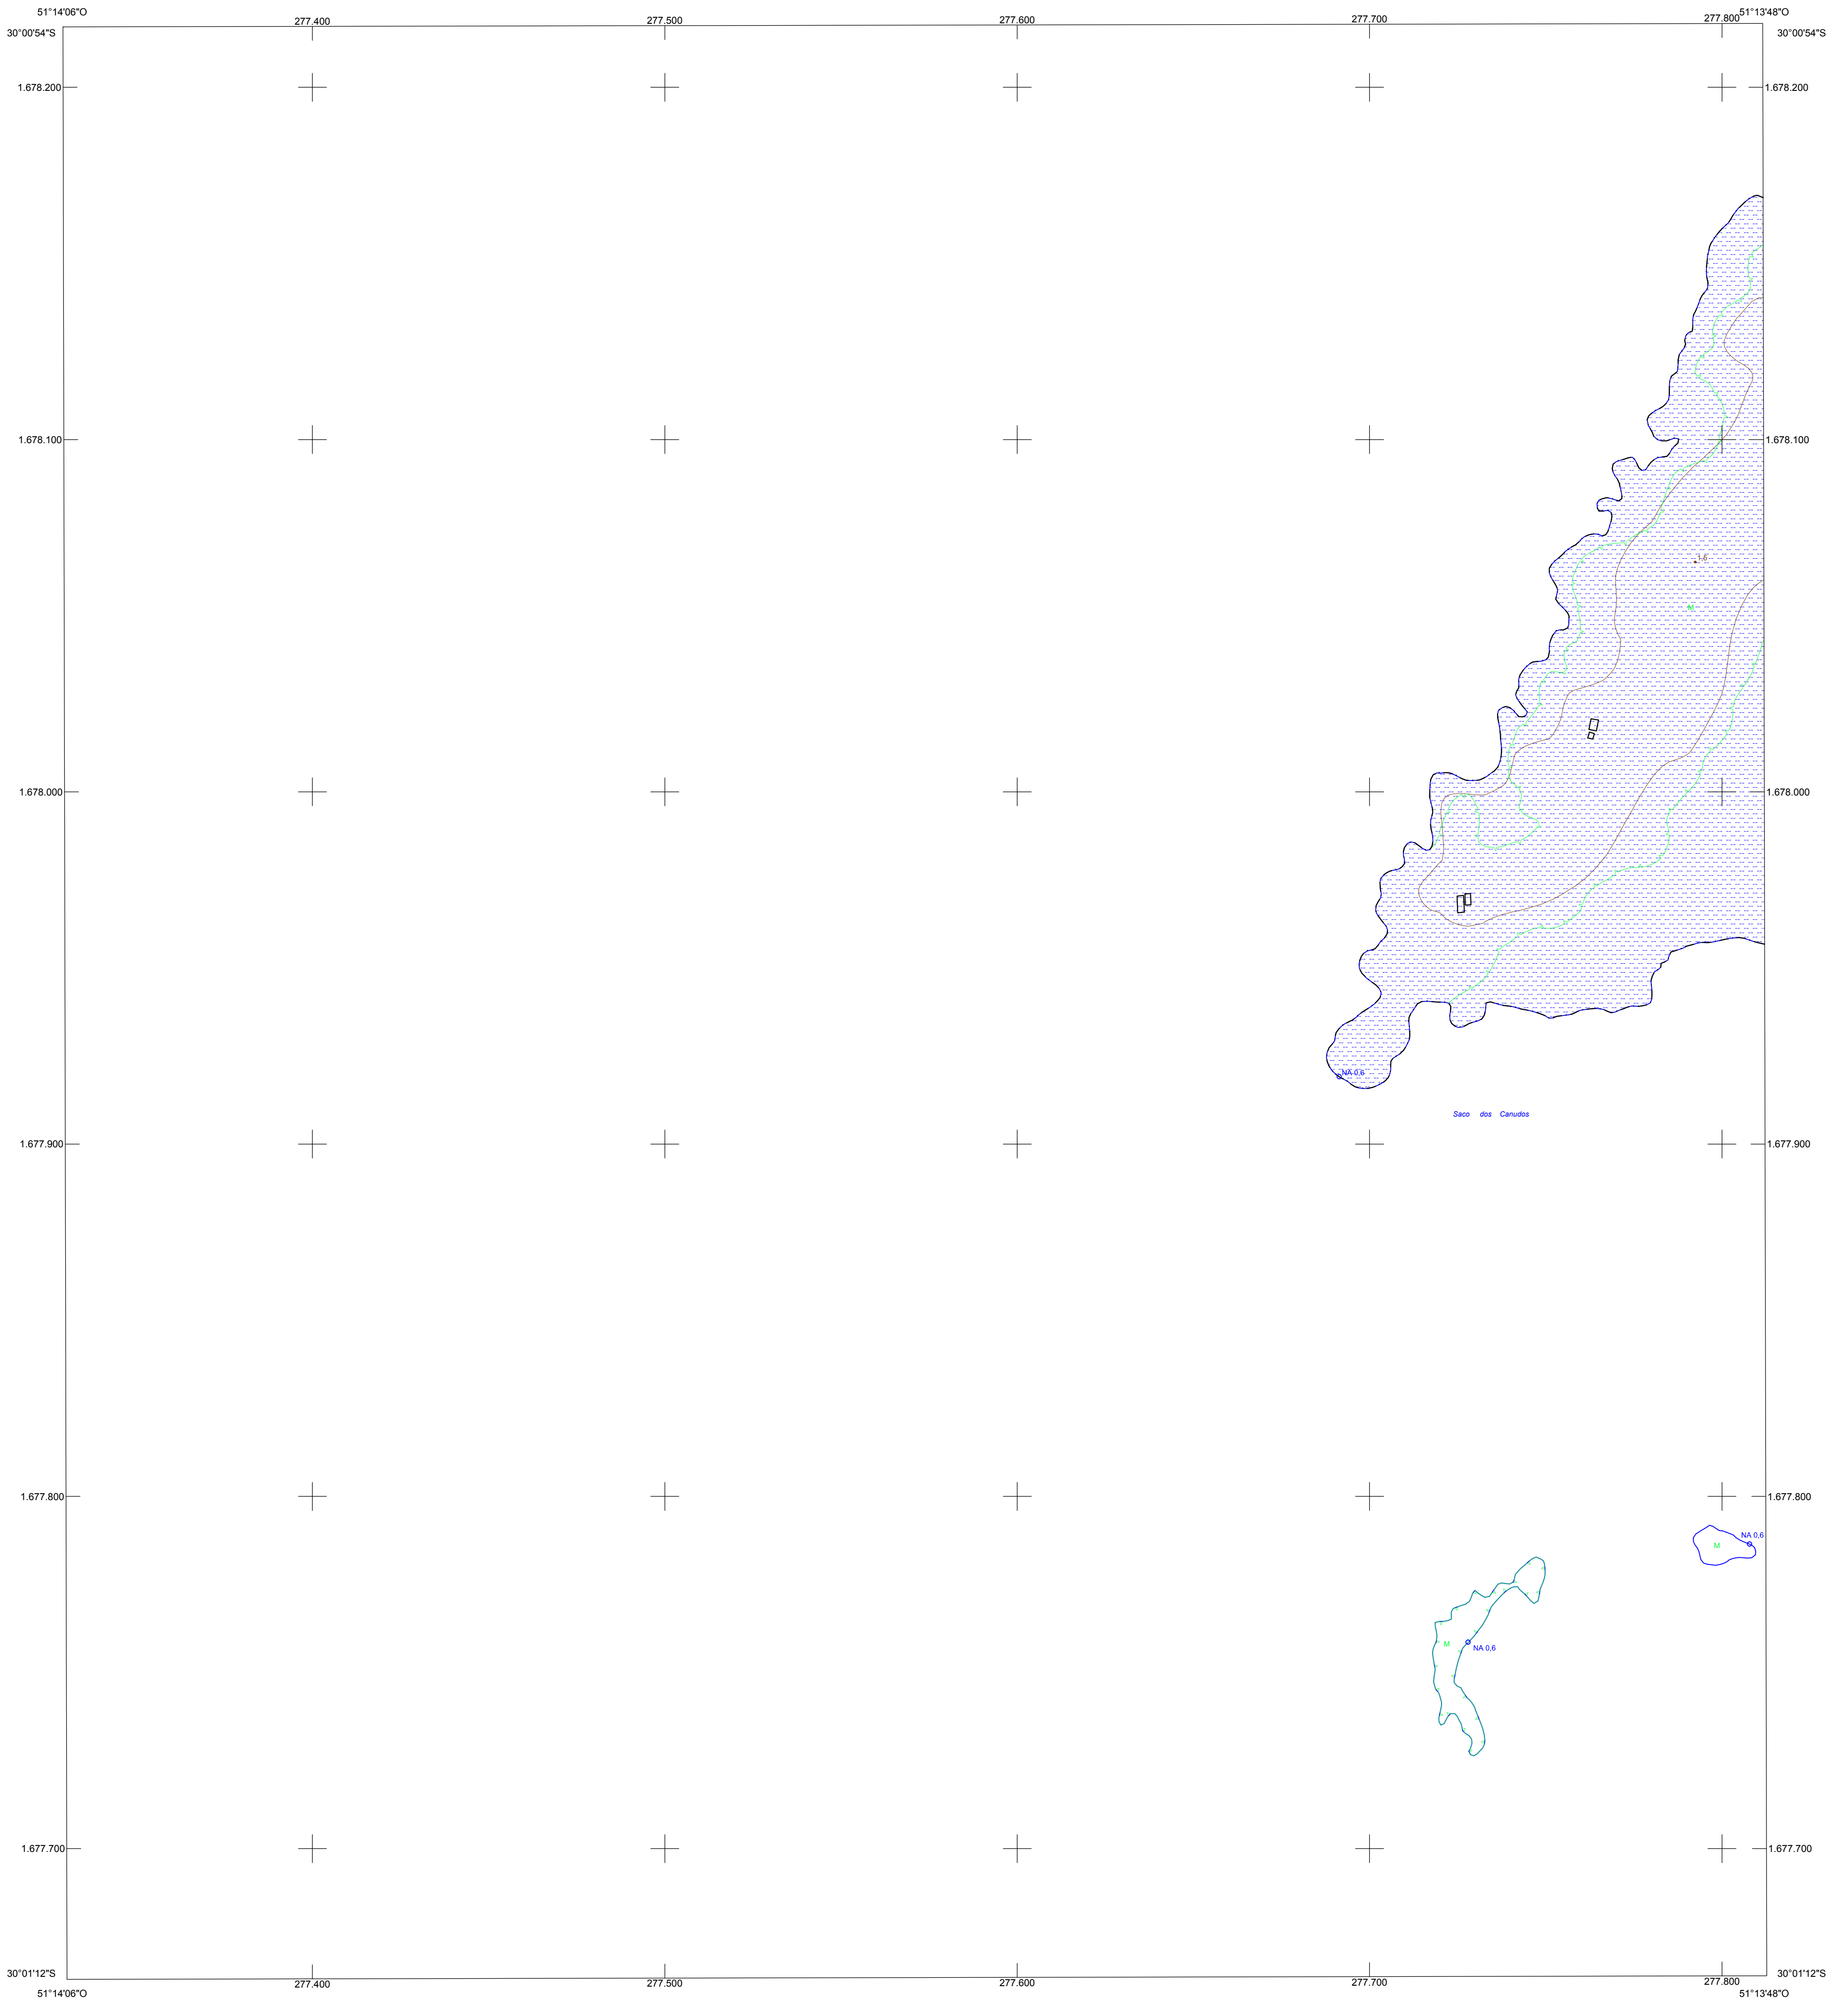 51°14'06"O
277.400
277.500
277.600
277.700
277.800
51°13'48"O
30°00'54"S
30°00'54"S
1.678.200
1.678.200
1.678.100
1.678.100
1,6
M
1.678.000
1.678.000
NA 0,6
Saco dos Canudos
1.677.900
1.677.900
1.677.800
1.677.800
NA 0,6
M
M
NA 0,6
1.677.700
1.677.700
30°01'12"S
30°01'12"S
277.400
277.500
277.600
277.700
277.800
51°14'06"O
51°13'48"O